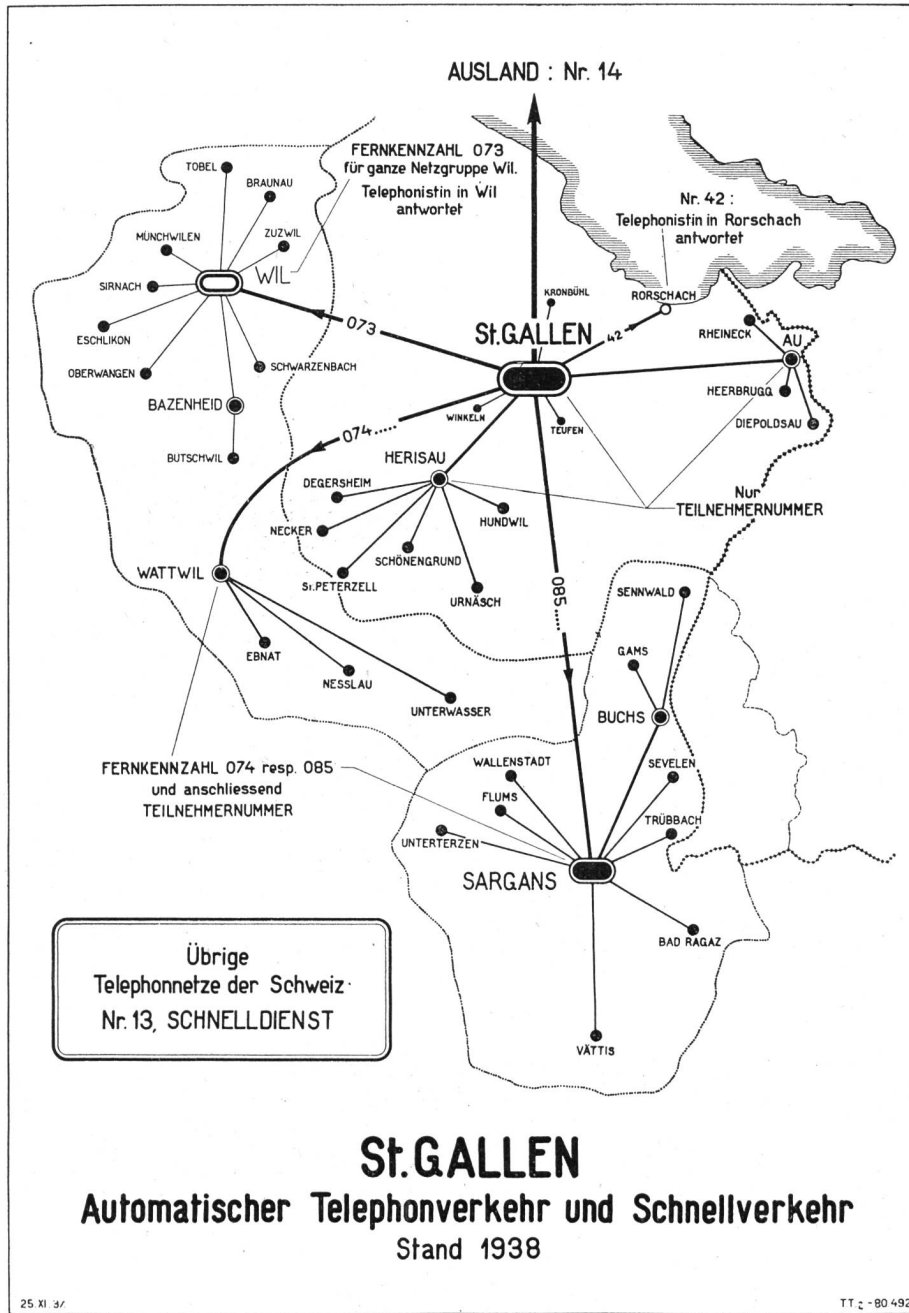 AUSLAND : Nr. 14
FERNKENNZAHL 073
für ganze Netzgruppe Wil.
Telephonistin in Wil
antwortet
Nr. 42 :
Telephonistin in Rorschach
antwortet
TOBEL
BRAUNAU
MÜNCHWILEN
ZUZWIL
WIL
SIRNACH
ESCHLIKON
OBERWANGEN
SCHWARZENBACH
BAZENHEID
BÜTSCHWIL
073
KRONBÜHL
St.GALLEN
42
RORSCHACH
RHEINECK
AU
HEERBRUGG
DIEPOLDSAU
WINKELN
TEUFEN
074.....
HERISAU
DEGERSHEIM
NECKER
HUNDWIL
SCHÖNENGRUND
St.PETERZELL
URNÄSCH
Nur
TEILNEHMERNUMMER
WATTWIL
EBNAT
NESSLAU
UNTERWASSER
085.....
SENNWALD
GAMS
BUCHS
FERNKENNZAHL 074 resp. 085
und anschliessend
TEILNEHMERNUMMER
WALLENSTADT
FLUMS
UNTERTERZEN
SEVELEN
TRÜBBACH
SARGANS
BAD RAGAZ
VÄTTIS
Übrige
Telephonnetze der Schweiz
Nr. 13, SCHNELLDIENST
St.GALLEN
Automatischer Telephonverkehr und Schnellverkehr
Stand 1938
25.XI.37.
TT.z - 80.492